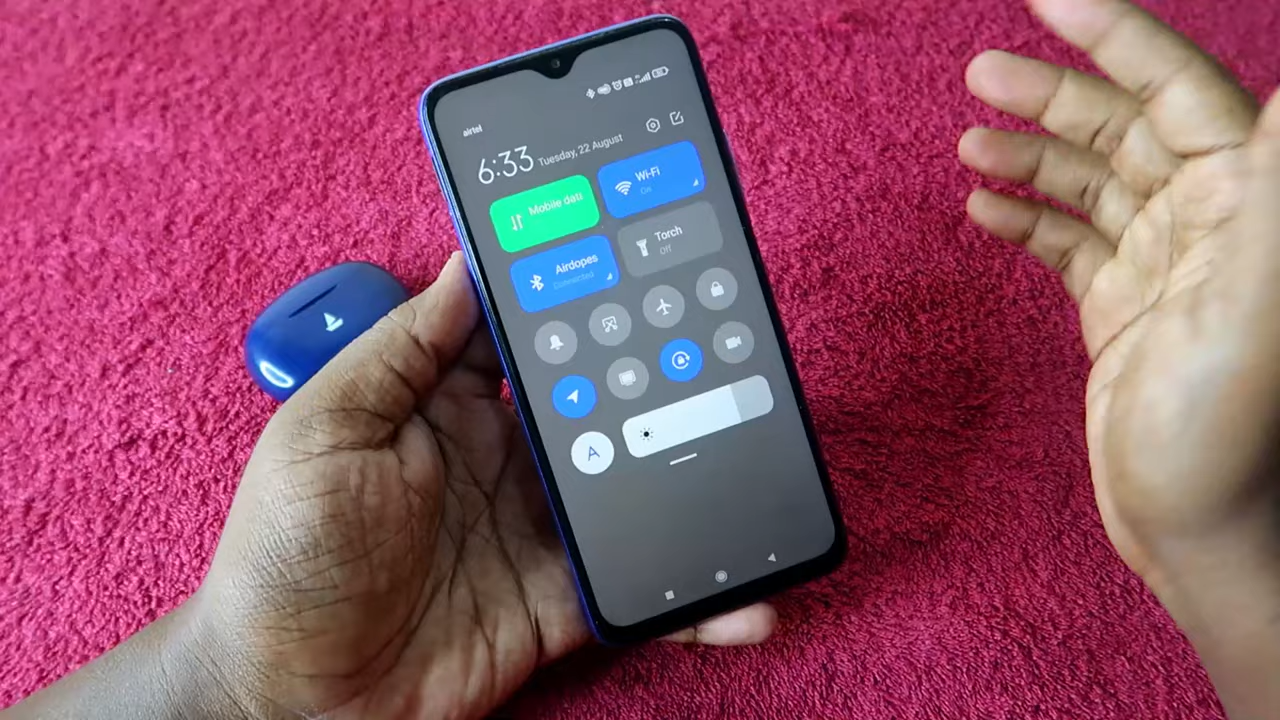 airtel
6:33 Tuesday, 22 August
Mobile data
Wi-Fi
On
Airdopes
Connected
Torch
Off
A